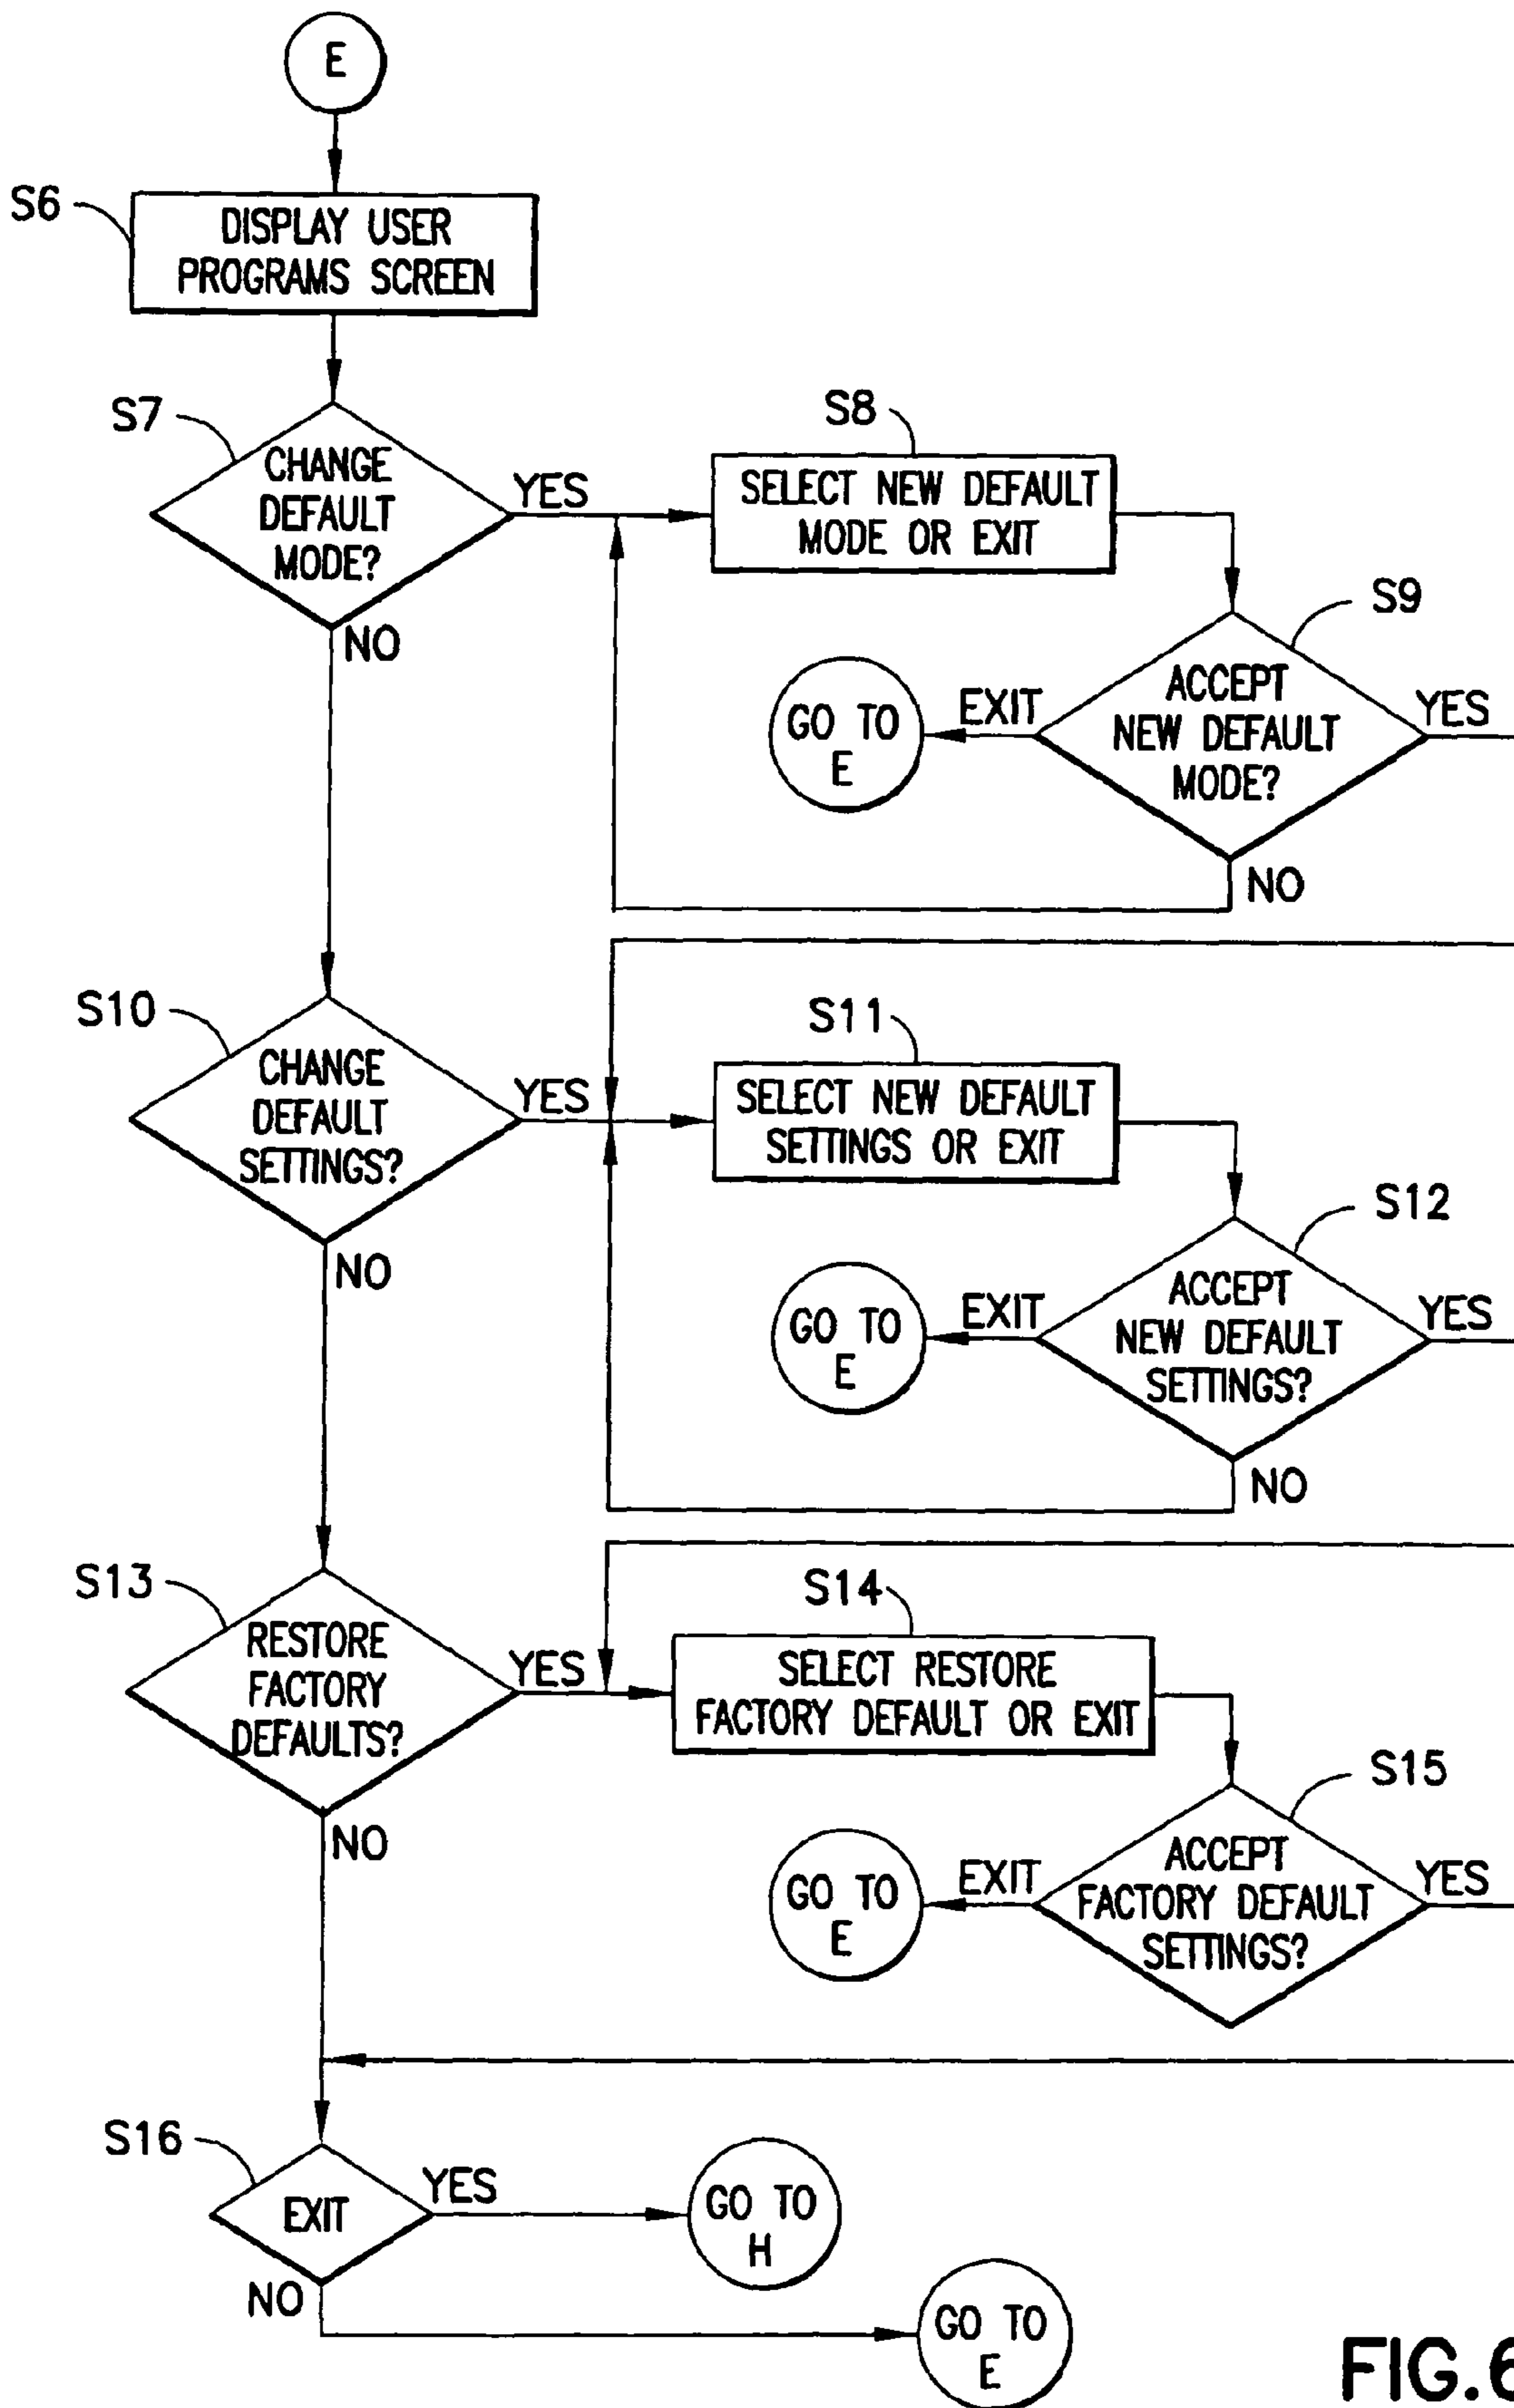 E
S6
DISPLAY USER
PROGRAMS SCREEN
S7
CHANGE
DEFAULT
MODE?
YES
NO
S8
SELECT NEW DEFAULT
MODE OR EXIT
S9
ACCEPT
NEW DEFAULT
MODE?
EXIT
GO TO
E
YES
NO
S10
CHANGE
DEFAULT
SETTINGS?
YES
NO
S11
SELECT NEW DEFAULT
SETTINGS OR EXIT
S12
ACCEPT
NEW DEFAULT
SETTINGS?
EXIT
GO TO
E
YES
NO
S13
RESTORE
FACTORY
DEFAULTS?
YES
NO
S14
SELECT RESTORE
FACTORY DEFAULT OR EXIT
S15
ACCEPT
FACTORY DEFAULT
SETTINGS?
EXIT
GO TO
E
YES
S16
EXIT
YES
GO TO
H
NO
GO TO
E
FIG.6